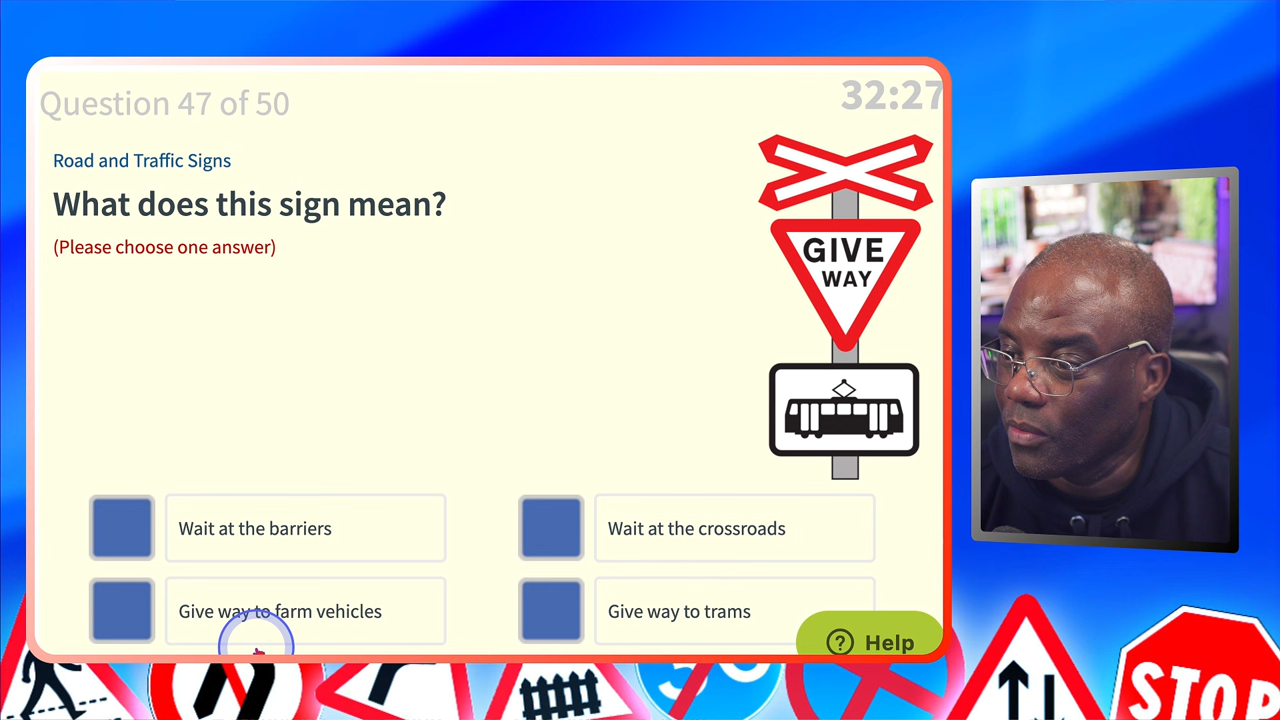 Question 47 of 50
32:27
Road and Traffic Signs
What does this sign mean?
(Please choose one answer)
GIVE
WAY
Wait at the barriers
Wait at the crossroads
Give way to farm vehicles
Give way to trams
Help
STOP